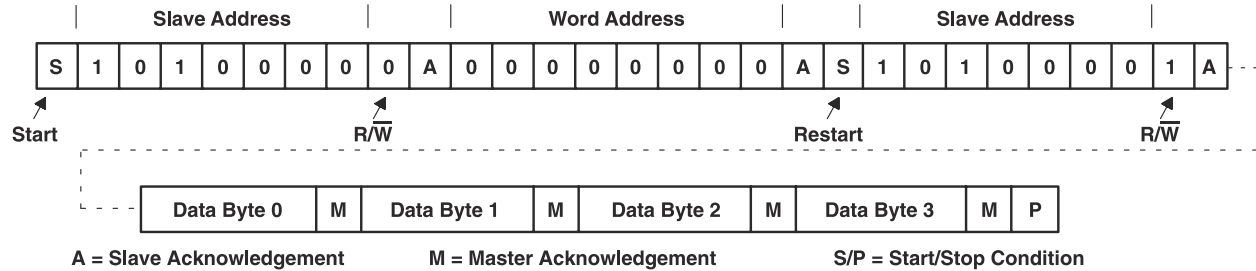 Slave Address Word Address Slave Address
S 1 0 1 0 0 0 0 0 A 0 0 0 0 0 0 0 0 A S 1 0 1 0 0 0 0 1 A
Start R/W̅ Restart R/W̅
Data Byte 0 M Data Byte 1 M Data Byte 2 M Data Byte 3 M P
A = Slave Acknowledgement M = Master Acknowledgement S/P = Start/Stop Condition